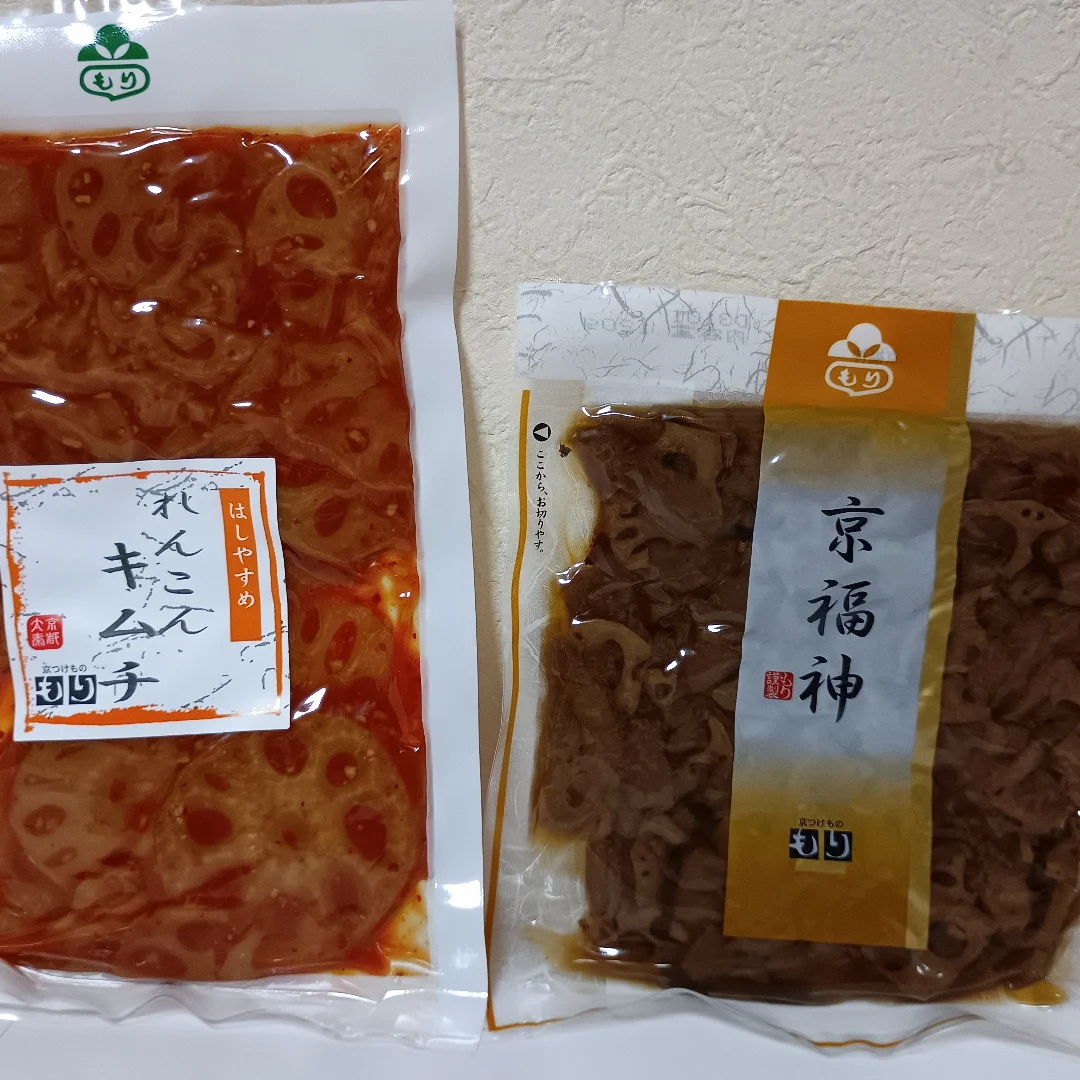 もり
はしやすめ
れんこん
キムチ
京都
大秦
京つけもの
もり
もり
ここから、お切りやす。
京福神
もり
謹製
京つけもの
もり